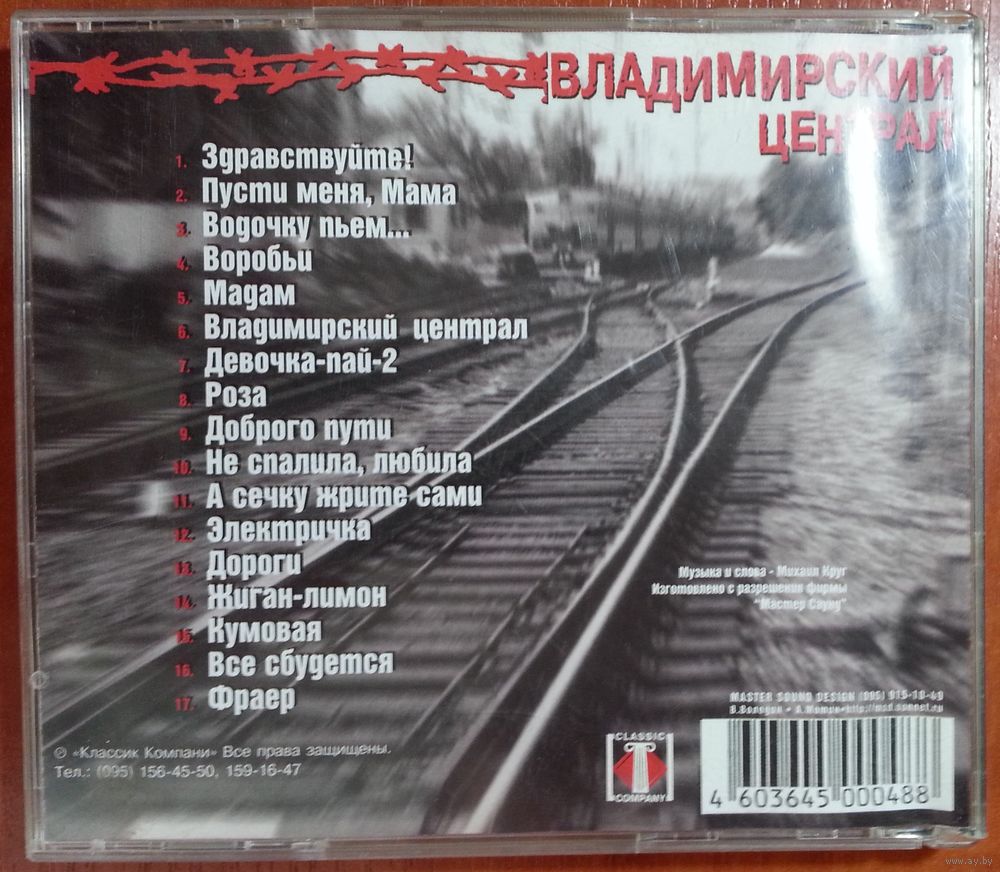 ВЛАДИМИРСКИЙ
ЦЕНТРАЛ
1. Здравствуйте!
2. Пусти меня, Мама
3. Водочку пьем...
4. Воробьи
5. Мадам
6. Владимирский централ
7. Девочка-пай-2
8. Роза
9. Доброго пути
10. Не спалила, любила
11. А сечку жрите сами
12. Электричка
13. Дороги
14. Жиган-лимон
15. Кумовая
16. Все сбудется
17. Фраер
Музыка и слова - Михаил Круг
Изготовлено с разрешения фирмы
"Мастер Саунд"
MASTER SOUND DESIGN (095)
℗ «Классик Компани» Все права защищены.
Тел.: (095) 156-45-50, 159-16-47
CLASSIC
COMPANY
4 603645 000488
www.ay.by